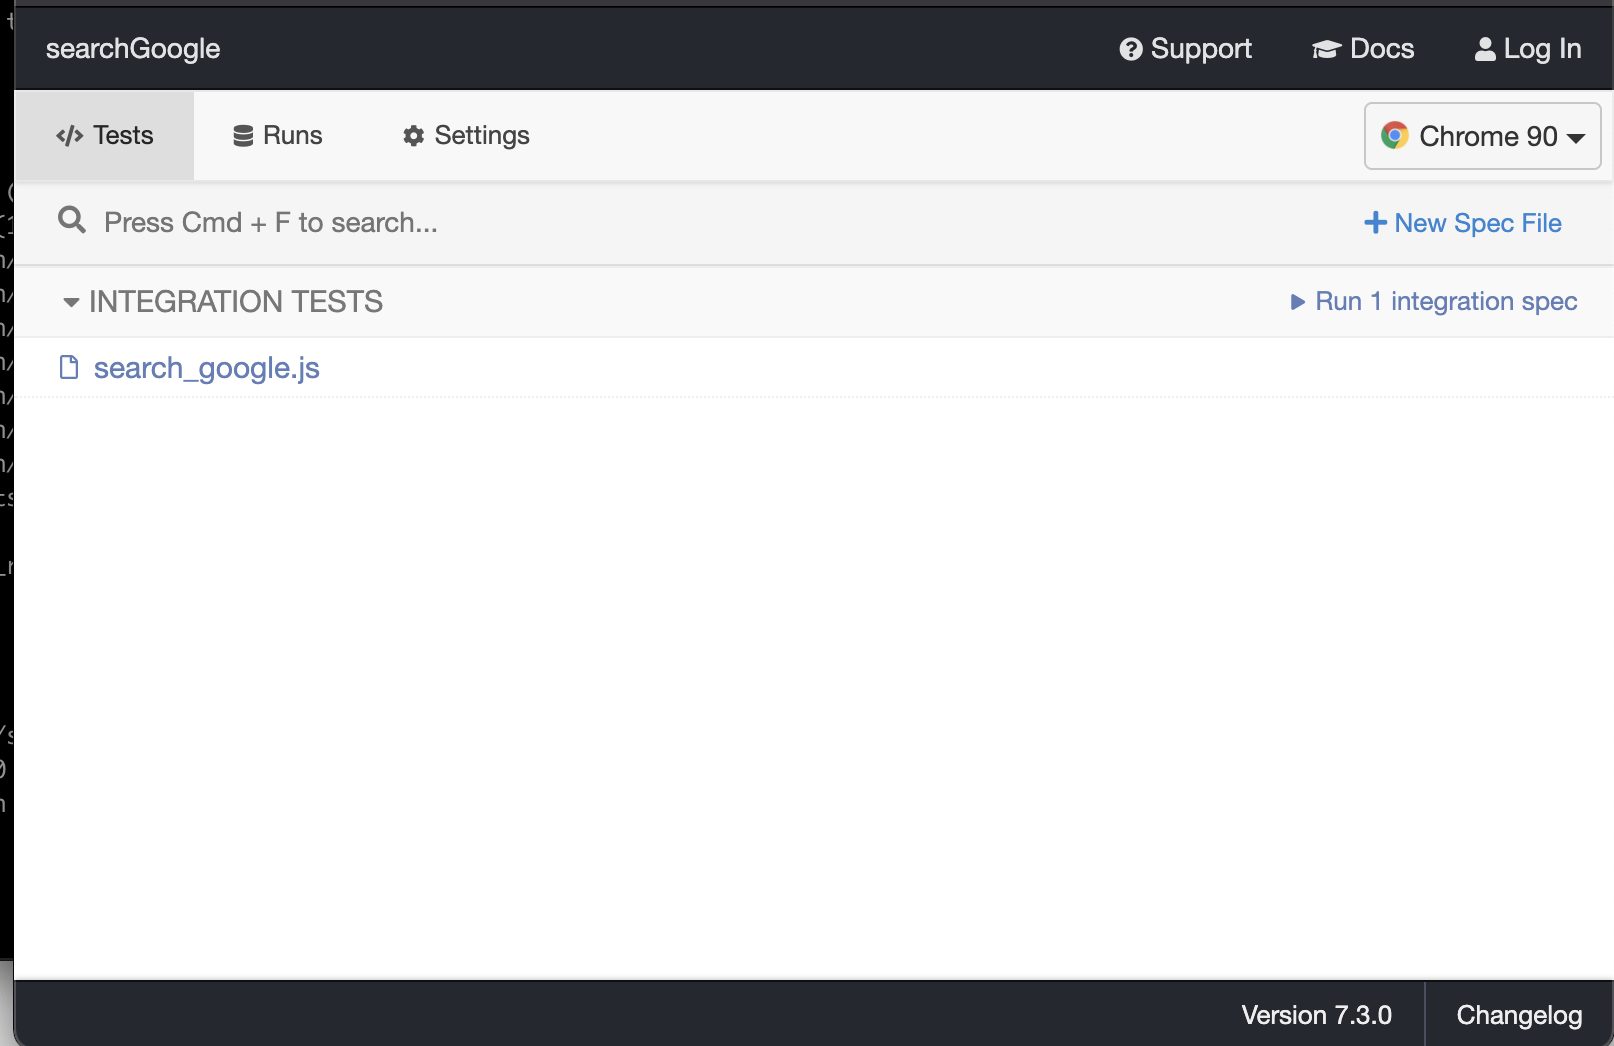 searchGoogle Support Docs Log In
Tests Runs Settings Chrome 90
Press Cmd + F to search... New Spec File
INTEGRATION TESTS Run 1 integration spec
search_google.js
Version 7.3.0 Changelog